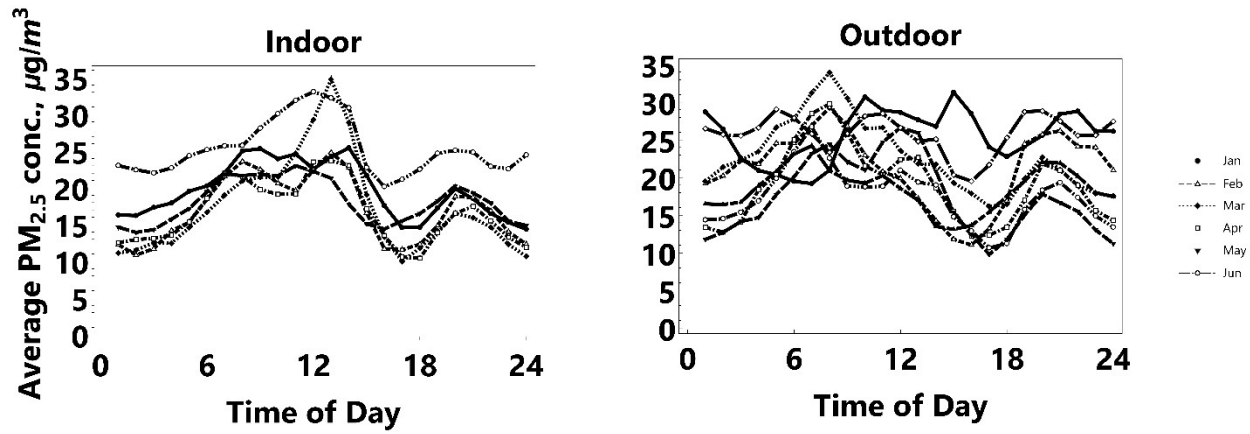 Indoor
Average PM2.5 conc., µg/m³
35
30
25
20
15
10
5
0
0 6 12 18 24
Time of Day
Outdoor
35
30
25
20
15
10
5
0
0 6 12 18 24
Time of Day
Jan
Feb
Mar
Apr
May
Jun